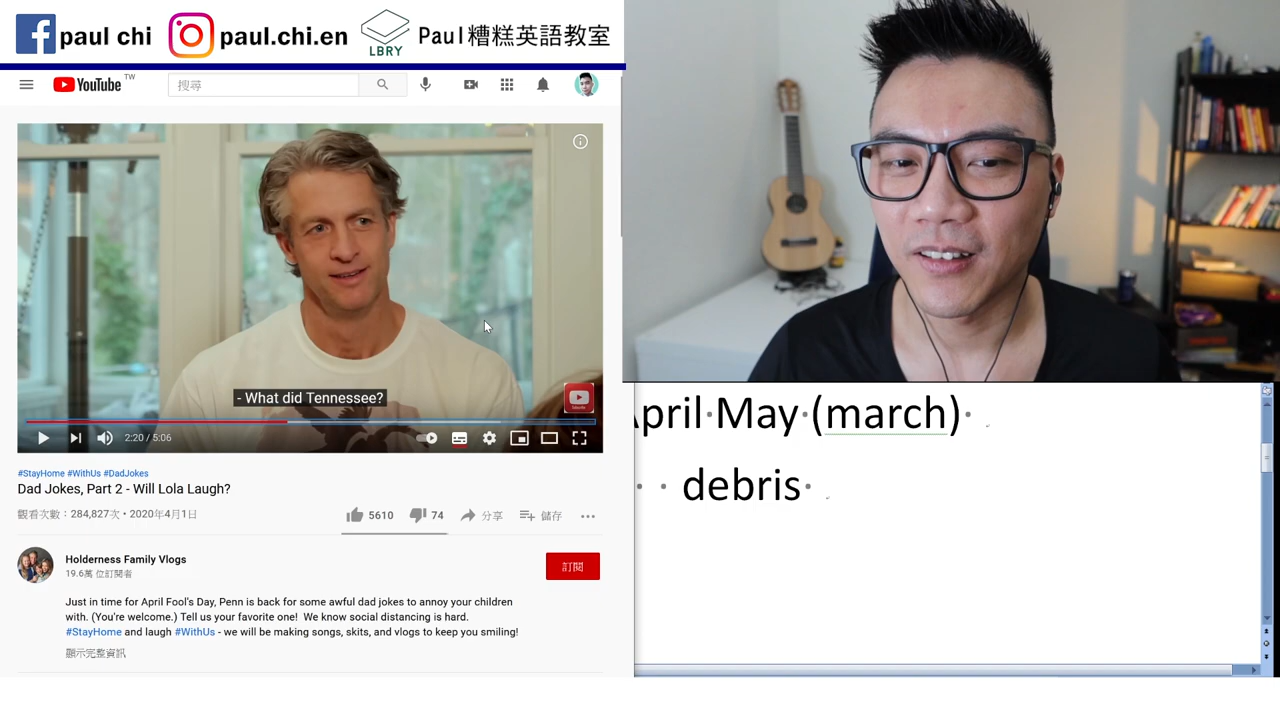 paul chi
paul.chi.en
LBRY
Paul糟糕英語教室
YouTube TW
搜尋
- What did Tennessee?
2:20 / 5:06
#StayHome #WithUs #DadJokes
Dad Jokes, Part 2 - Will Lola Laugh?
觀看次數：284,827次 • 2020年4月1日
5610
74
分享
儲存
Holderness Family Vlogs
19.6萬 位訂閱者
訂閱
Just in time for April Fool's Day, Penn is back for some awful dad jokes to annoy your children
with. (You're welcome.) Tell us your favorite one! We know social distancing is hard.
#StayHome and laugh #WithUs - we will be making songs, skits, and vlogs to keep you smiling!
顯示完整資訊
April May (march)
debris